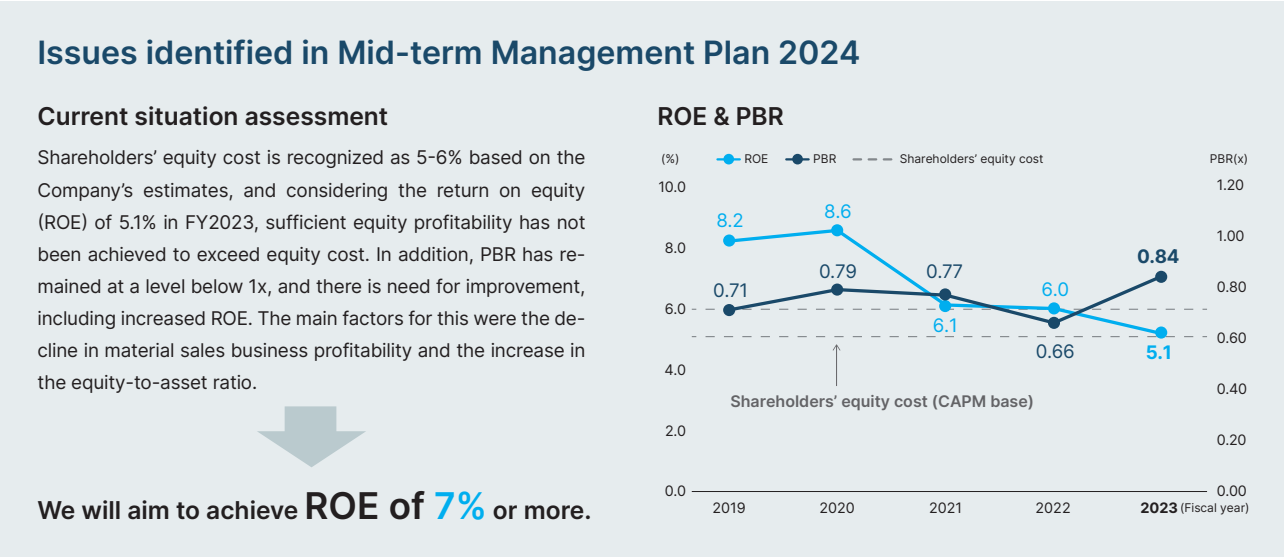 Issues identified in Mid-term Management Plan 2024
Current situation assessment
Shareholders’ equity cost is recognized as 5-6% based on the
Company’s estimates, and considering the return on equity
(ROE) of 5.1% in FY2023, sufficient equity profitability has not
been achieved to exceed equity cost. In addition, PBR has re-
mained at a level below 1x, and there is need for improvement,
including increased ROE. The main factors for this were the de-
cline in material sales business profitability and the increase in
the equity-to-asset ratio.
We will aim to achieve ROE of 7% or more.
ROE & PBR
(%) ROE PBR Shareholders’ equity cost PBR(x)
10.0 1.20
8.0 1.00
6.0 0.80
4.0 0.60
2.0 0.40
0.0 0.20
0.00
8.2 8.6 6.1 6.0 5.1
0.71 0.79 0.77 0.66 0.84
Shareholders’ equity cost (CAPM base)
2019 2020 2021 2022 2023 (Fiscal year)